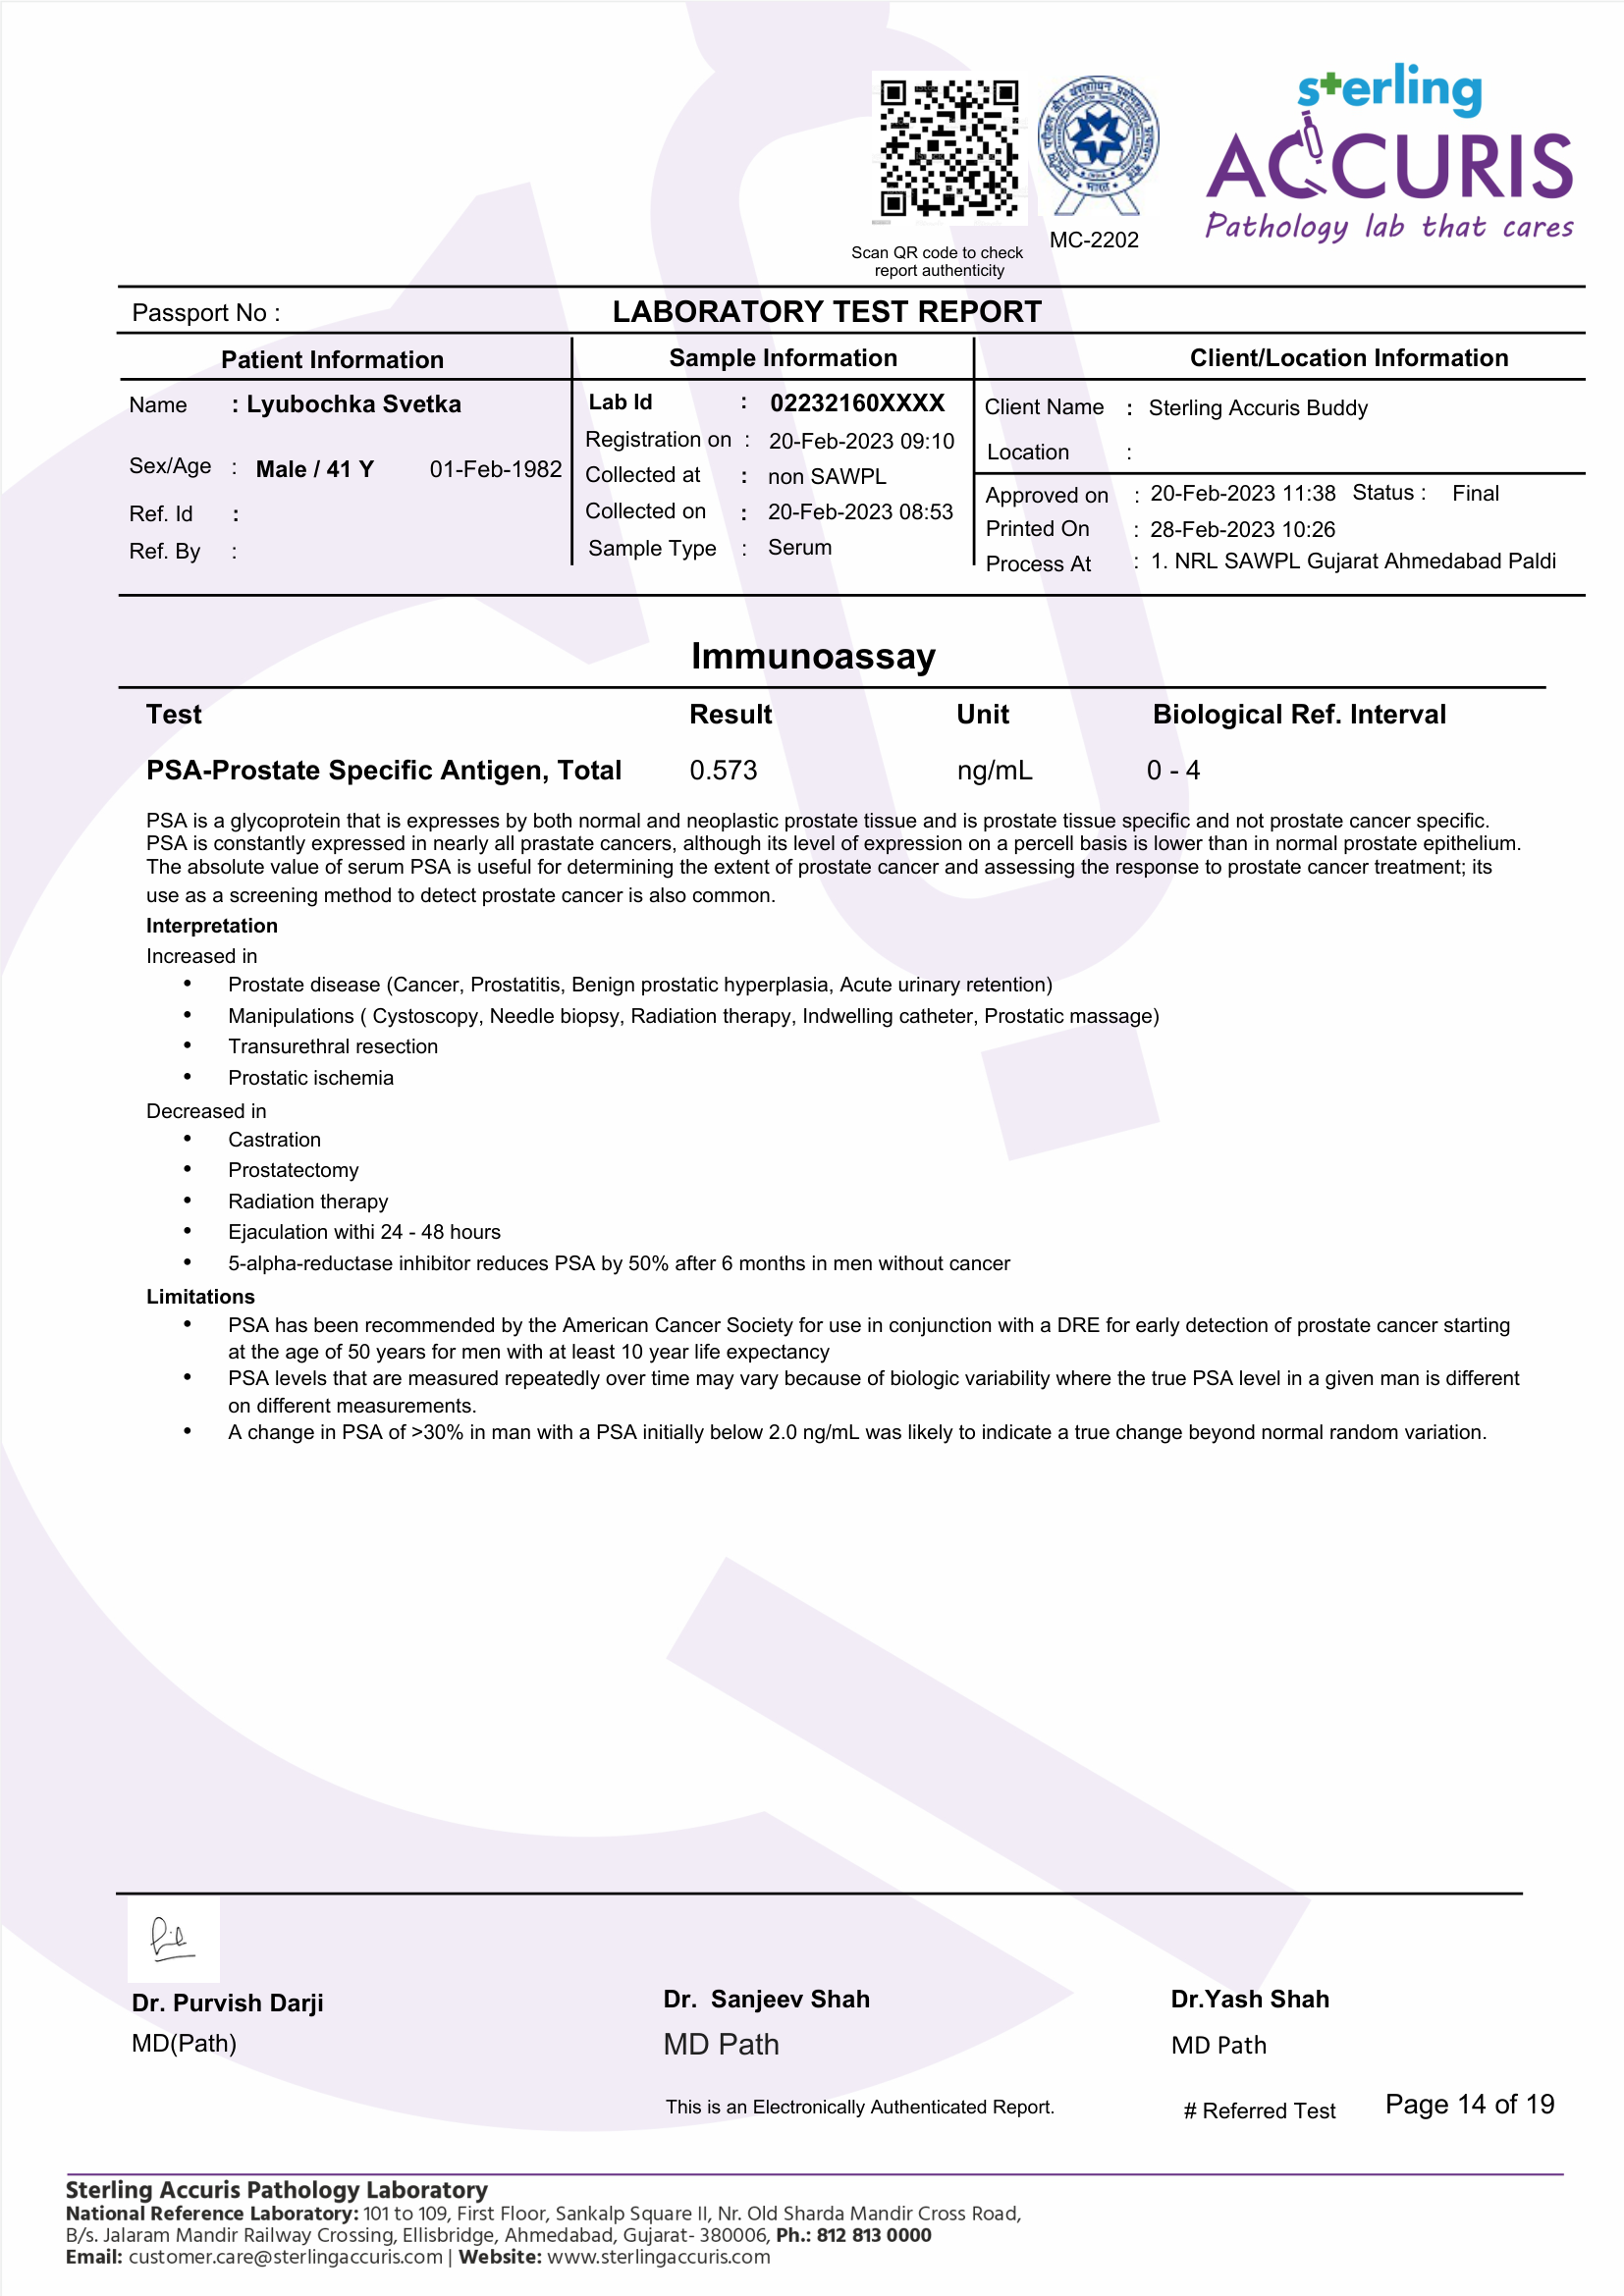 sterling
ACCURIS
Pathology lab that cares
Scan QR code to check
report authenticity
MC-2202
Passport No :
LABORATORY TEST REPORT
Patient Information
Sample Information
Client/Location Information
Name : Lyubochka Svetka
Sex/Age : Male / 41 Y 01-Feb-1982
Ref. Id :
Ref. By :
Lab Id : 02232160XXXX
Registration on : 20-Feb-2023 09:10
Collected at : non SAWPL
Collected on : 20-Feb-2023 08:53
Sample Type : Serum
Client Name : Sterling Accuris Buddy
Location :
Approved on : 20-Feb-2023 11:38 Status : Final
Printed On : 28-Feb-2023 10:26
Process At : 1. NRL SAWPL Gujarat Ahmedabad Paldi
Immunoassay
Test Result Unit Biological Ref. Interval
PSA-Prostate Specific Antigen, Total 0.573 ng/mL 0 - 4
PSA is a glycoprotein that is expresses by both normal and neoplastic prostate tissue and is prostate tissue specific and not prostate cancer specific.
PSA is constantly expressed in nearly all prastate cancers, although its level of expression on a percell basis is lower than in normal prostate epithelium.
The absolute value of serum PSA is useful for determining the extent of prostate cancer and assessing the response to prostate cancer treatment; its
use as a screening method to detect prostate cancer is also common.
Interpretation
Increased in
• Prostate disease (Cancer, Prostatitis, Benign prostatic hyperplasia, Acute urinary retention)
• Manipulations ( Cystoscopy, Needle biopsy, Radiation therapy, Indwelling catheter, Prostatic massage)
• Transurethral resection
• Prostatic ischemia
Decreased in
• Castration
• Prostatectomy
• Radiation therapy
• Ejaculation withi 24 - 48 hours
• 5-alpha-reductase inhibitor reduces PSA by 50% after 6 months in men without cancer
Limitations
• PSA has been recommended by the American Cancer Society for use in conjunction with a DRE for early detection of prostate cancer starting
at the age of 50 years for men with at least 10 year life expectancy
• PSA levels that are measured repeatedly over time may vary because of biologic variability where the true PSA level in a given man is different
on different measurements.
• A change in PSA of >30% in man with a PSA initially below 2.0 ng/mL was likely to indicate a true change beyond normal random variation.
Dr. Purvish Darji
MD(Path)
Dr. Sanjeev Shah
MD Path
Dr.Yash Shah
MD Path
This is an Electronically Authenticated Report.
# Referred Test
Page 14 of 19
Sterling Accuris Pathology Laboratory
National Reference Laboratory: 101 to 109, First Floor, Sankalp Square II, Nr. Old Sharda Mandir Cross Road,
B/s. Jalaram Mandir Railway Crossing, Ellisbridge, Ahmedabad, Gujarat- 380006, Ph.: 812 813 0000
Email: customer.care@sterlingaccuris.com | Website: www.sterlingaccuris.com